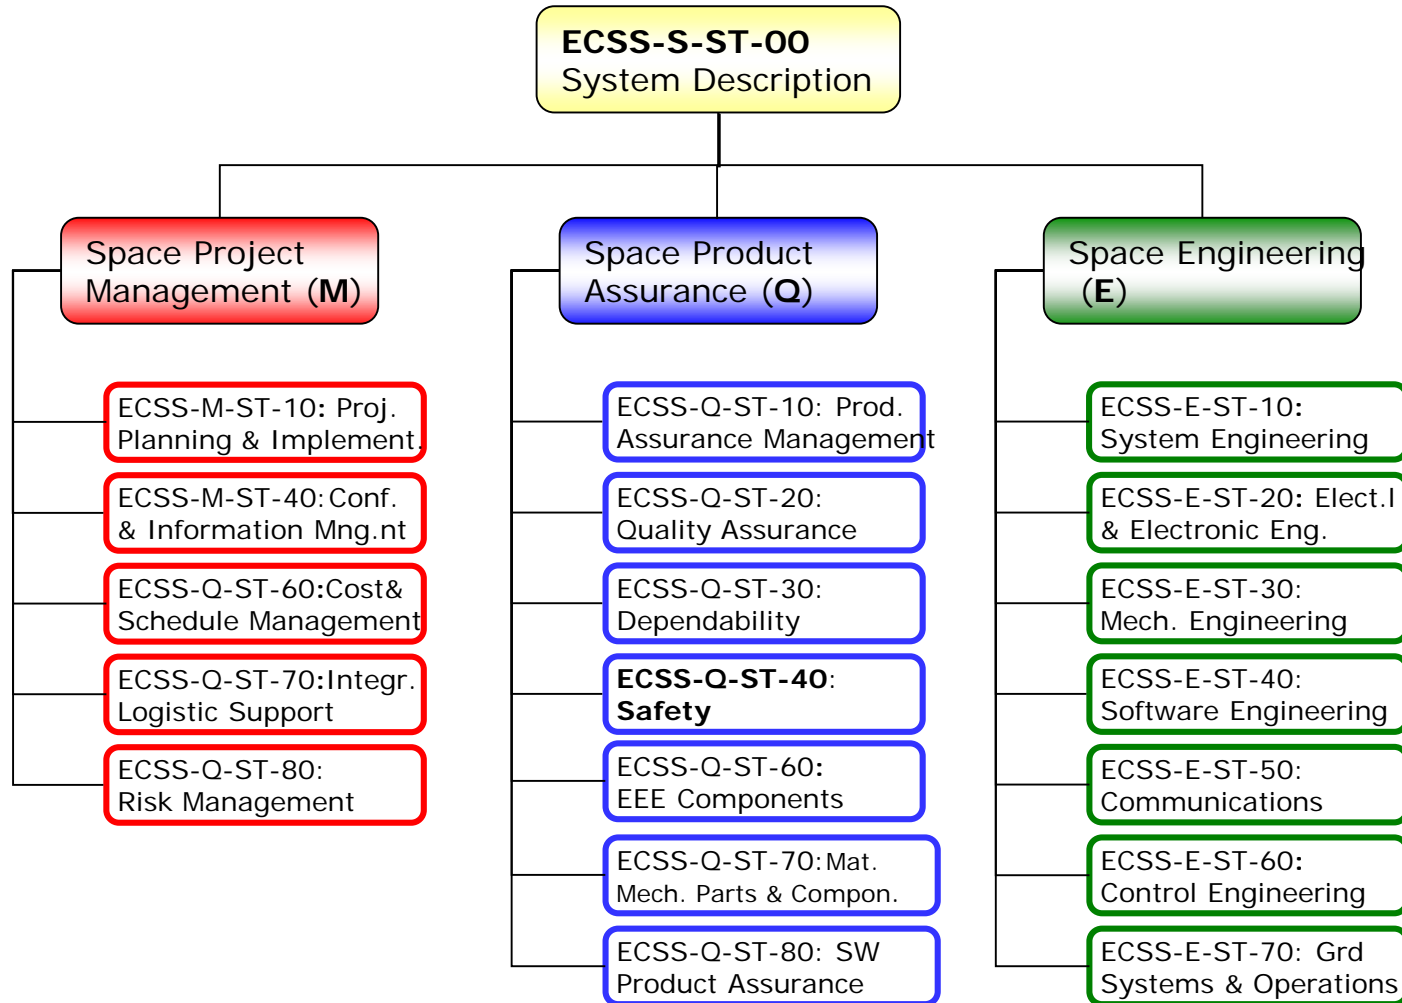 ECSS-S-ST-00
System Description
Space Project
Management (M)
Space Product
Assurance (Q)
Space Engineering
(E)
ECSS-M-ST-10: Proj.
Planning & Implement.
ECSS-M-ST-40:Conf.
& Information Mng.nt
ECSS-Q-ST-60:Cost&
Schedule Management
ECSS-Q-ST-70:Integr.
Logistic Support
ECSS-Q-ST-80:
Risk Management
ECSS-Q-ST-10: Prod.
Assurance Management
ECSS-Q-ST-20:
Quality Assurance
ECSS-Q-ST-30:
Dependability
ECSS-Q-ST-40:
Safety
ECSS-Q-ST-60:
EEE Components
ECSS-Q-ST-70:Mat.
Mech. Parts & Compon.
ECSS-Q-ST-80: SW
Product Assurance
ECSS-E-ST-10:
System Engineering
ECSS-E-ST-20: Elect.l
& Electronic Eng.
ECSS-E-ST-30:
Mech. Engineering
ECSS-E-ST-40:
Software Engineering
ECSS-E-ST-50:
Communications
ECSS-E-ST-60:
Control Engineering
ECSS-E-ST-70: Grd
Systems & Operations